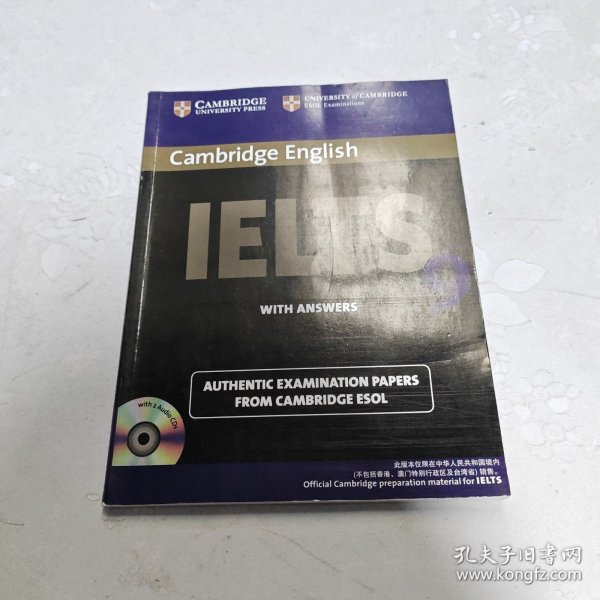 CAMBRIDGE
UNIVERSITY PRESS
UNIVERSITY of CAMBRIDGE
ESOL Examinations
Cambridge English
IELTS 9
WITH ANSWERS
AUTHENTIC EXAMINATION PAPERS
FROM CAMBRIDGE ESOL
with 2 Audio CDs
此版本仅限在中华人民共和国境内
(不包括香港、澳门特别行政区及台湾省)销售。
Official Cambridge preparation material for IELTS
孔夫子旧书网
www.kongfz.com